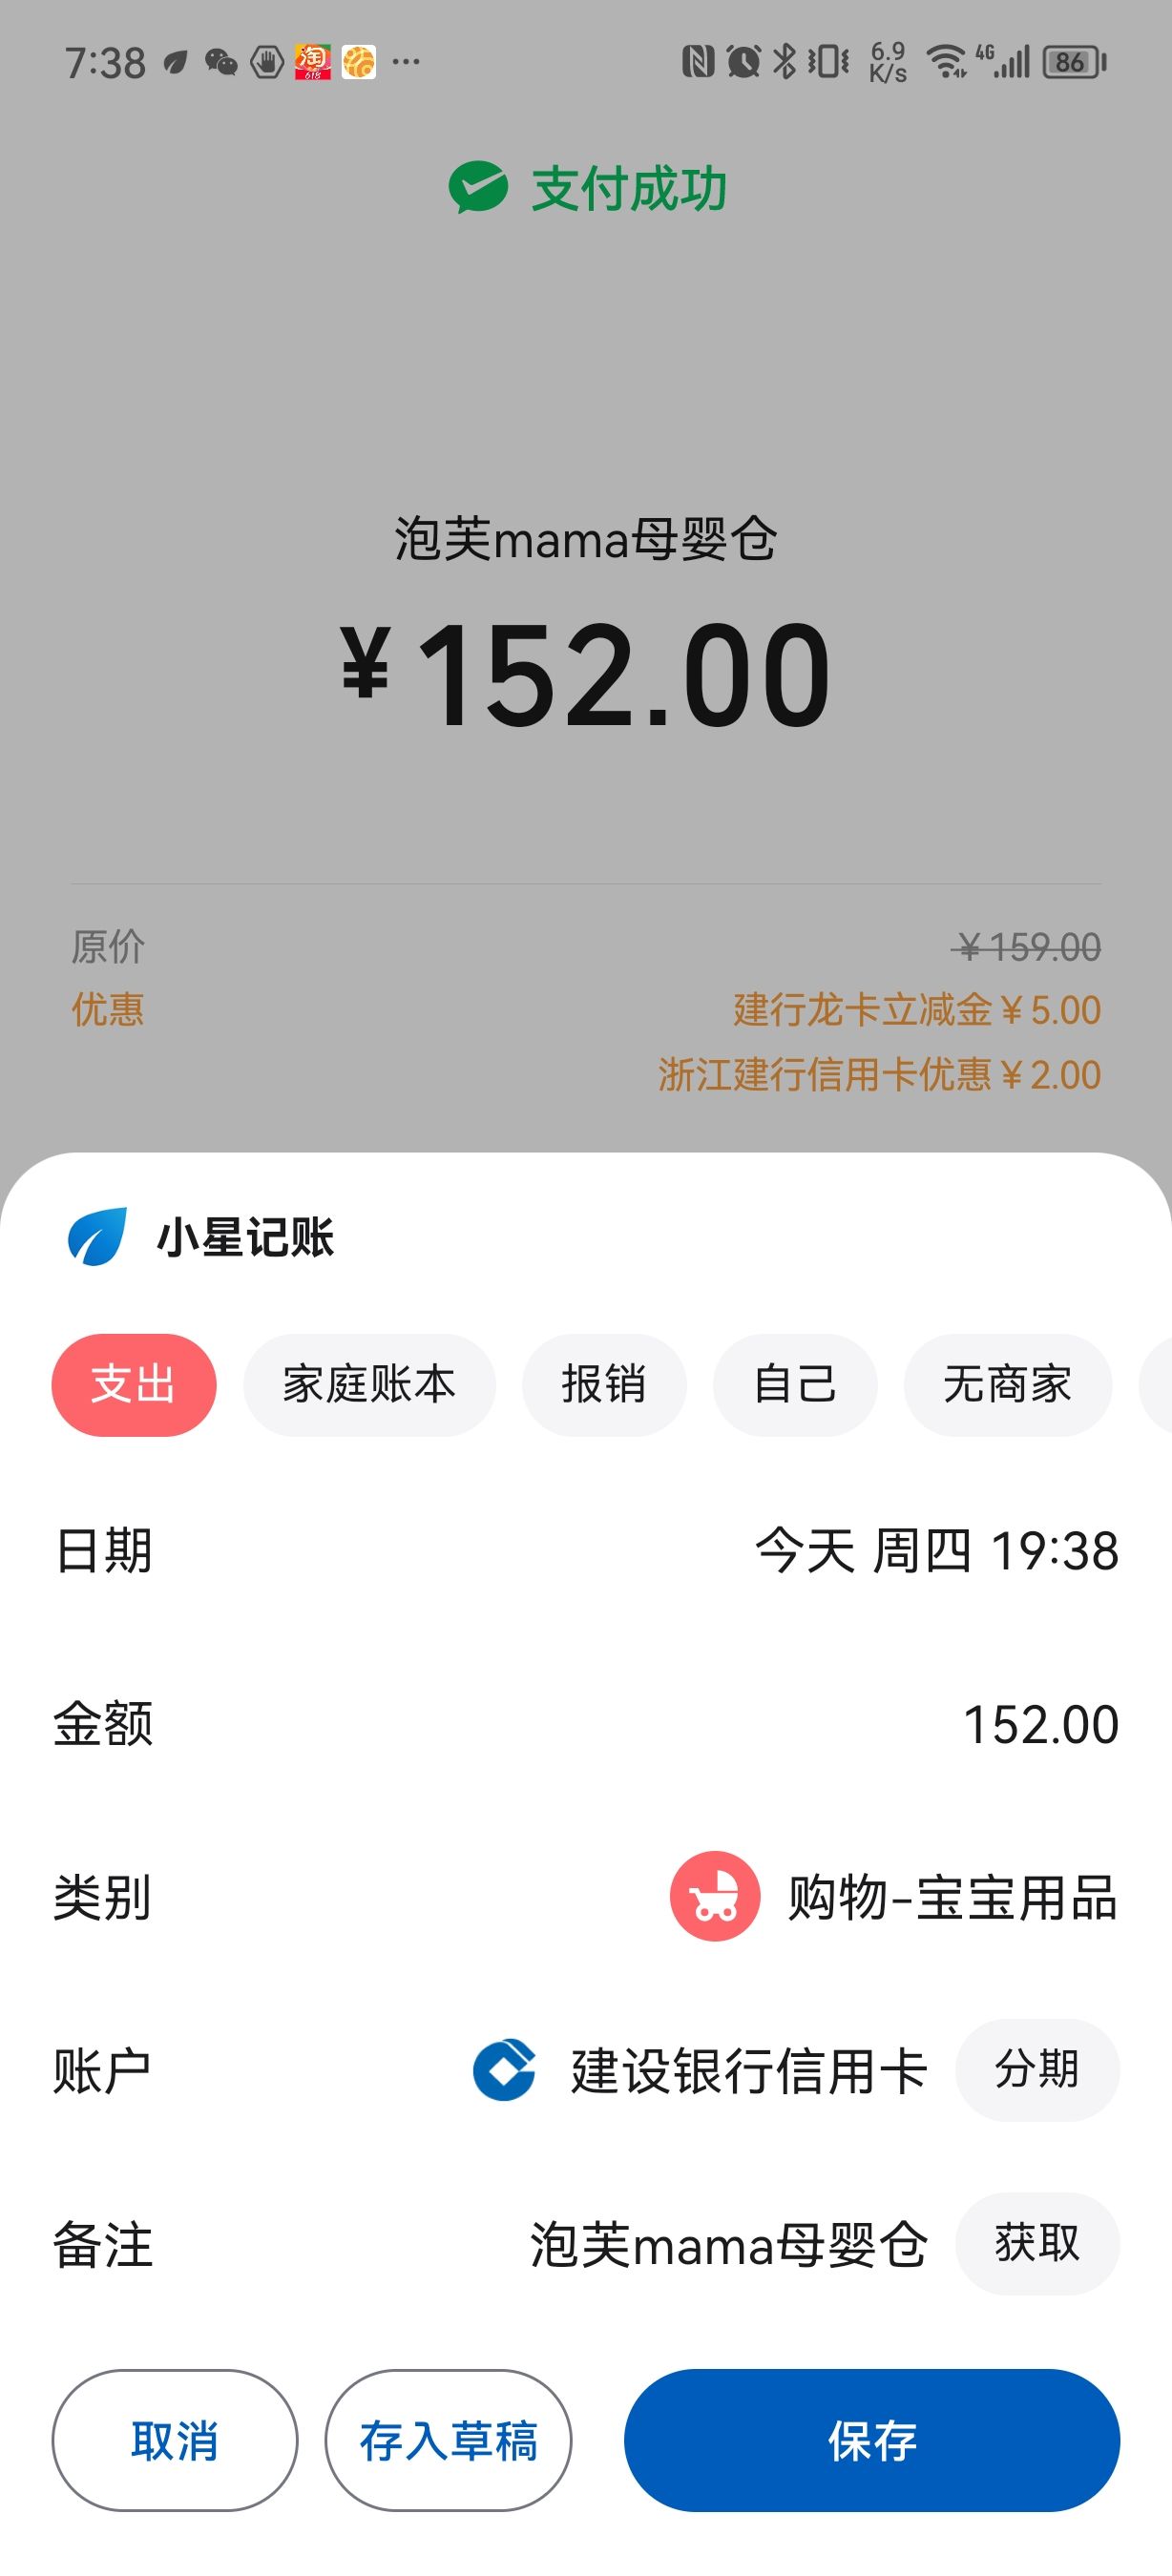 7:38 淘 618 ... 6.9 K/s 4G 86
支付成功
泡芙mama母婴仓
¥152.00
原价 ¥159.00
优惠 建行龙卡立减金¥5.00
浙江建行信用卡优惠¥2.00
小星记账
支出 家庭账本 报销 自己 无商家
日期 今天 周四 19:38
金额 152.00
类别 购物-宝宝用品
账户 建设银行信用卡 分期
备注 泡芙mama母婴仓 获取
取消 存入草稿 保存